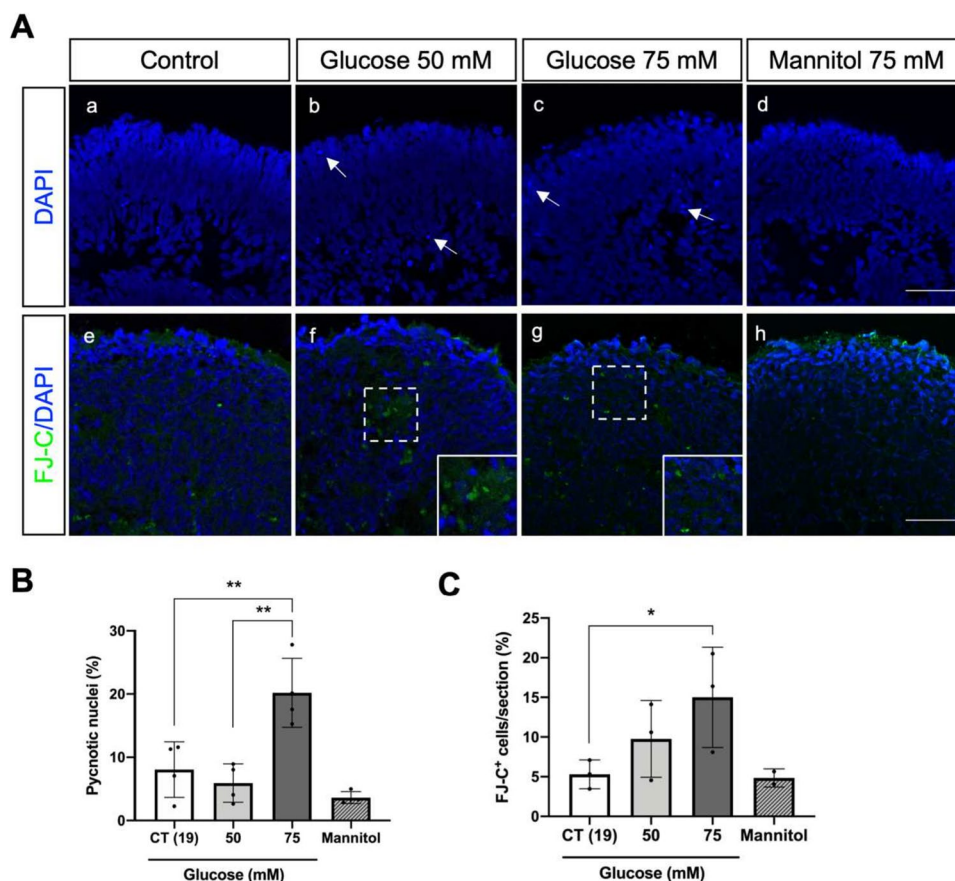 A
Control
Glucose 50 mM
Glucose 75 mM
Mannitol 75 mM
DAPI
a
b
c
d
FJ-C/DAPI
e
f
g
h
B
**
**
Pycnotic nuclei (%)
30
20
10
0
CT (19)
50
75
Mannitol
Glucose (mM)
C
*
FJ-C⁺ cells/section (%)
25
20
15
10
5
0
CT (19)
50
75
Mannitol
Glucose (mM)